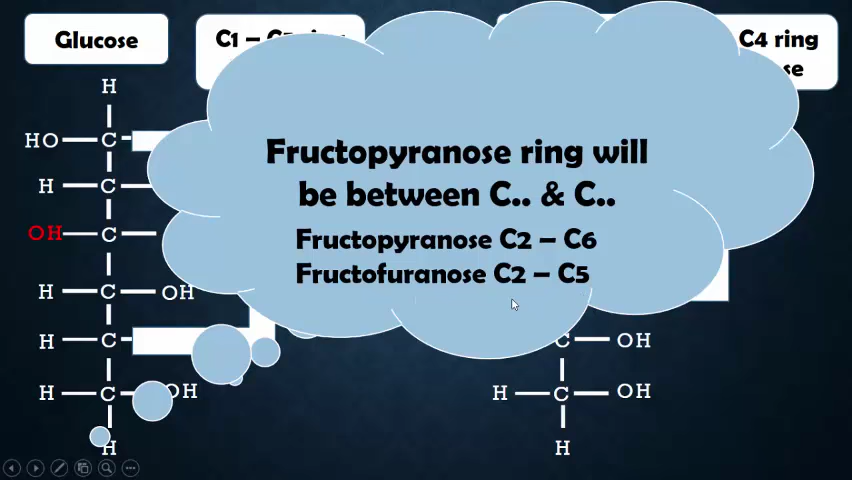 Glucose
C1 –
C4 ring
Fructopyranose ring will
be between C.. & C..
Fructopyranose C2 – C6
Fructofuranose C2 – C5
H
HO C
H C
OH C
H C OH
H C
H C OH
H
C OH
H C OH
H